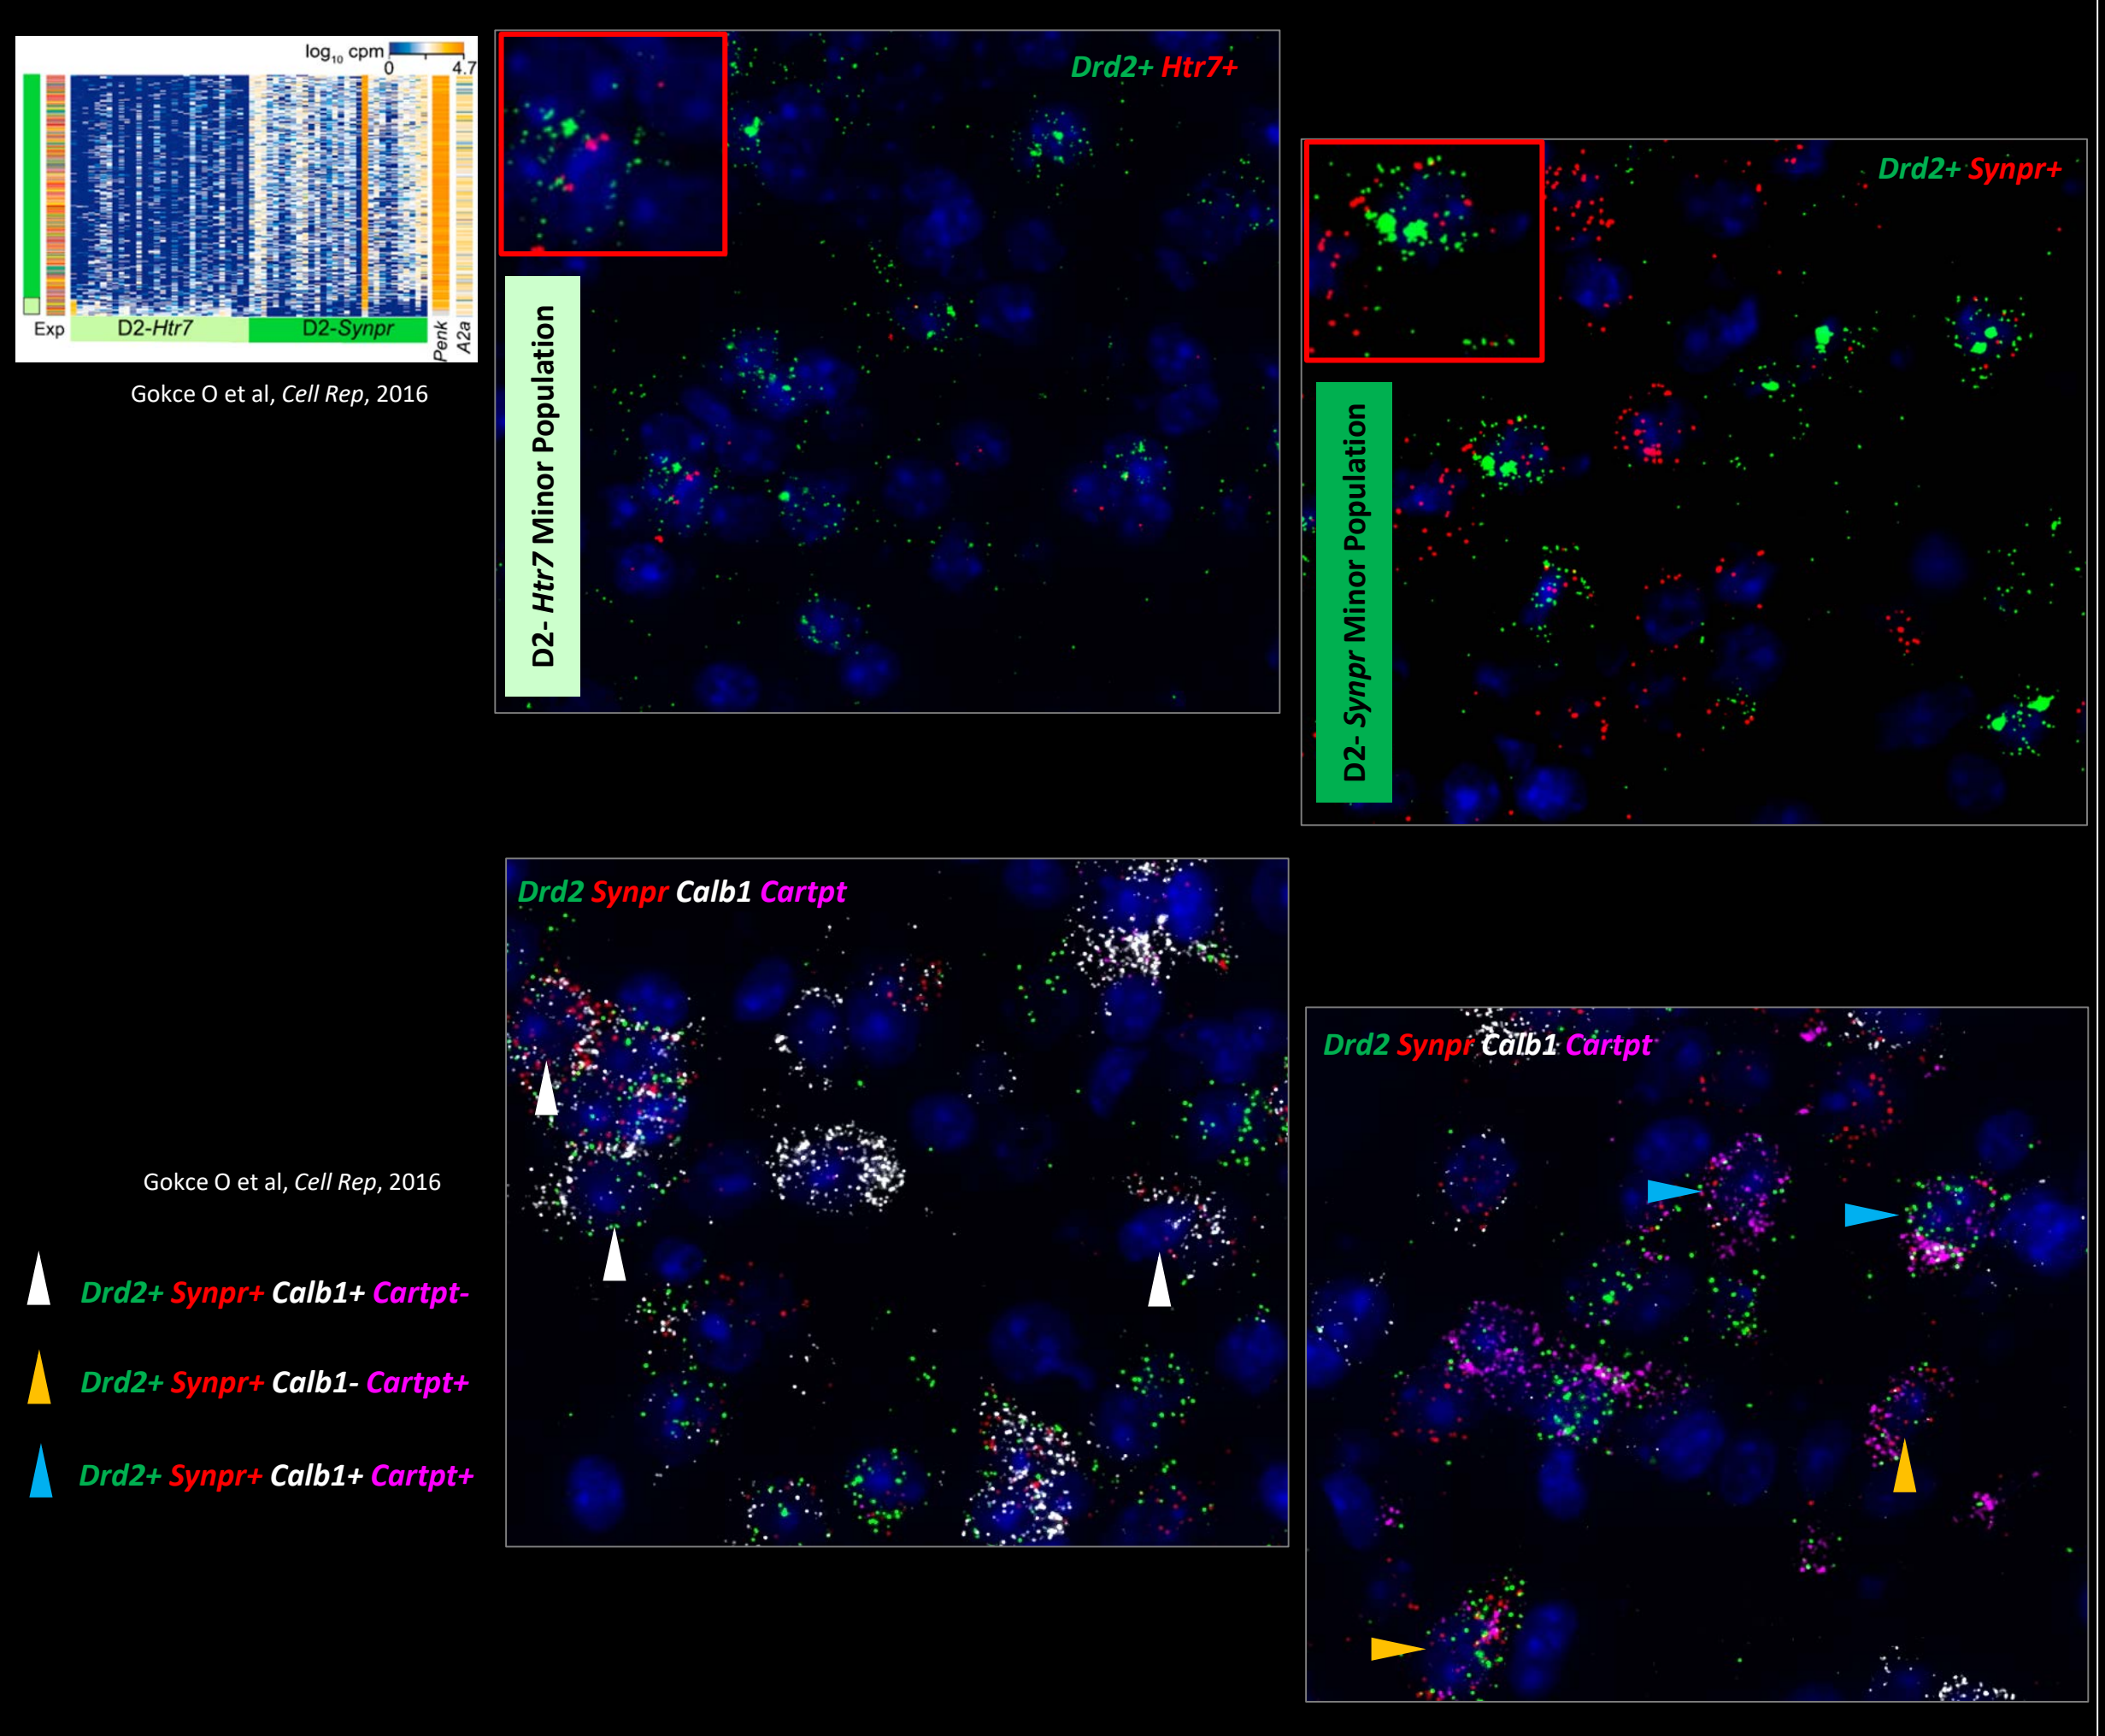 log10 cpm
0
4.7
Exp
D2-Htr7
D2-Synpr
Penk
A2a
Gokce O et al, Cell Rep, 2016
Drd2+ Htr7+
D2- Htr7 Minor Population
Drd2+ Synpr+
D2- Synpr Minor Population
Drd2 Synpr Calb1 Cartpt
Drd2 Synpr Calb1 Cartpt
Gokce O et al, Cell Rep, 2016
Drd2+ Synpr+ Calb1+ Cartpt-
Drd2+ Synpr+ Calb1- Cartpt+
Drd2+ Synpr+ Calb1+ Cartpt+